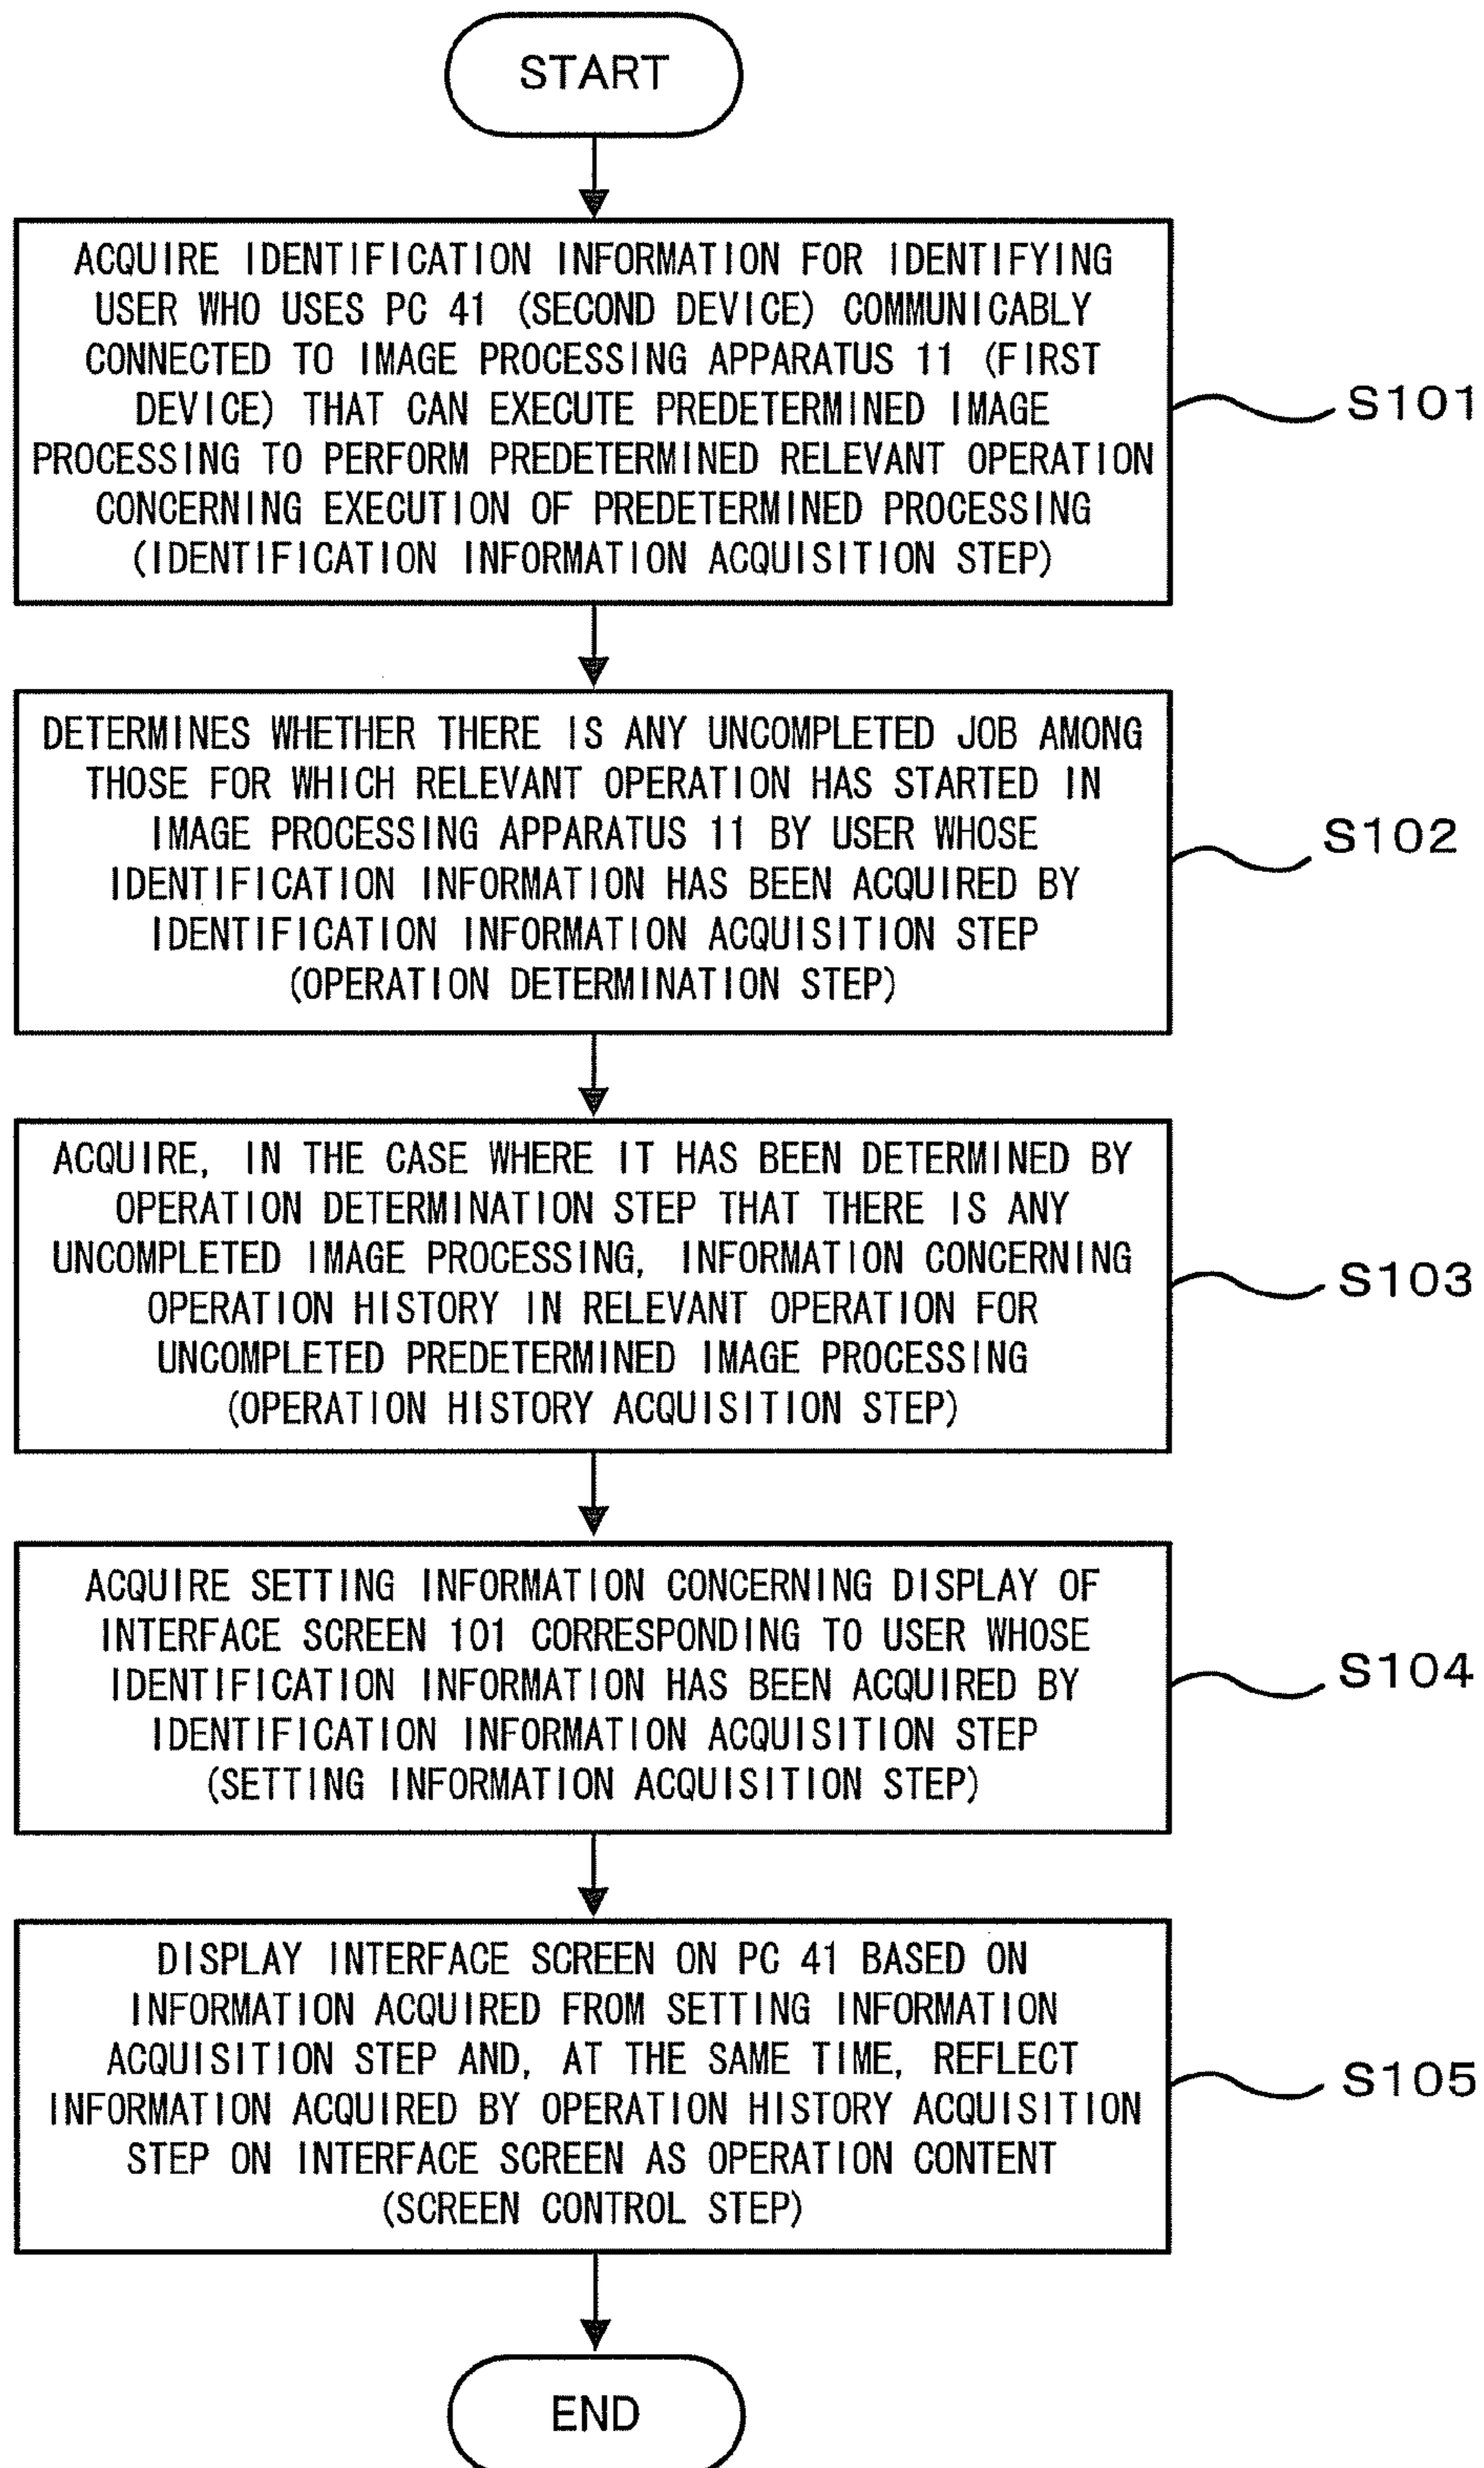 START
ACQUIRE IDENTIFICATION INFORMATION FOR IDENTIFYING
USER WHO USES PC 41 (SECOND DEVICE) COMMUNICABLY
CONNECTED TO IMAGE PROCESSING APPARATUS 11 (FIRST
DEVICE) THAT CAN EXECUTE PREDETERMINED IMAGE
PROCESSING TO PERFORM PREDETERMINED RELEVANT OPERATION
CONCERNING EXECUTION OF PREDETERMINED PROCESSING
(IDENTIFICATION INFORMATION ACQUISITION STEP)
S101
DETERMINES WHETHER THERE IS ANY UNCOMPLETED JOB AMONG
THOSE FOR WHICH RELEVANT OPERATION HAS STARTED IN
IMAGE PROCESSING APPARATUS 11 BY USER WHOSE
IDENTIFICATION INFORMATION HAS BEEN ACQUIRED BY
IDENTIFICATION INFORMATION ACQUISITION STEP
(OPERATION DETERMINATION STEP)
S102
ACQUIRE, IN THE CASE WHERE IT HAS BEEN DETERMINED BY
OPERATION DETERMINATION STEP THAT THERE IS ANY
UNCOMPLETED IMAGE PROCESSING, INFORMATION CONCERNING
OPERATION HISTORY IN RELEVANT OPERATION FOR
UNCOMPLETED PREDETERMINED IMAGE PROCESSING
(OPERATION HISTORY ACQUISITION STEP)
S103
ACQUIRE SETTING INFORMATION CONCERNING DISPLAY OF
INTERFACE SCREEN 101 CORRESPONDING TO USER WHOSE
IDENTIFICATION INFORMATION HAS BEEN ACQUIRED BY
IDENTIFICATION INFORMATION ACQUISITION STEP
(SETTING INFORMATION ACQUISITION STEP)
S104
DISPLAY INTERFACE SCREEN ON PC 41 BASED ON
INFORMATION ACQUIRED FROM SETTING INFORMATION
ACQUISITION STEP AND, AT THE SAME TIME, REFLECT
INFORMATION ACQUIRED BY OPERATION HISTORY ACQUISITION
STEP ON INTERFACE SCREEN AS OPERATION CONTENT
(SCREEN CONTROL STEP)
S105
END